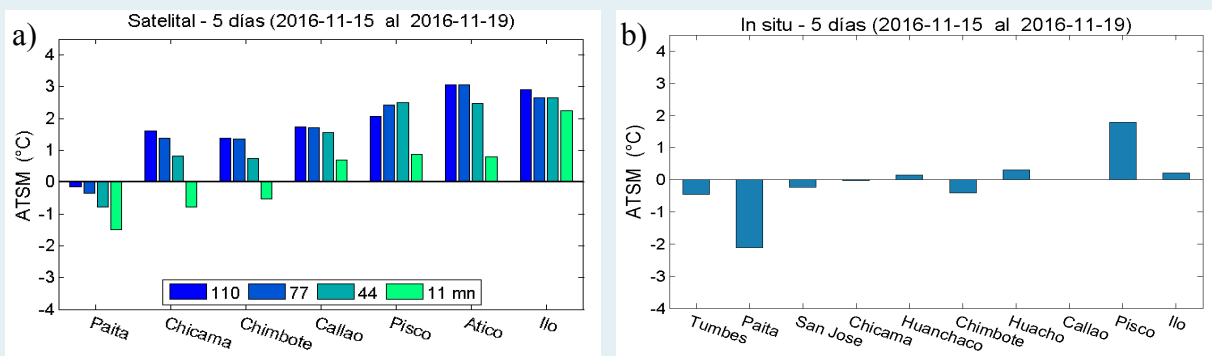 a)
Satelital - 5 días (2016-11-15 al 2016-11-19)
ATSM (°C)
4
3
2
1
0
-1
-2
-3
-4
110 77 44 11 mn
Paita Chicama Chimbote Callao Pisco Atico Ilo
b)
In situ - 5 días (2016-11-15 al 2016-11-19)
ATSM (°C)
4
3
2
1
0
-1
-2
-3
-4
Tumbes Paita San Jose Chicama Huanchaco Chimbote Huacho Callao Pisco Ilo